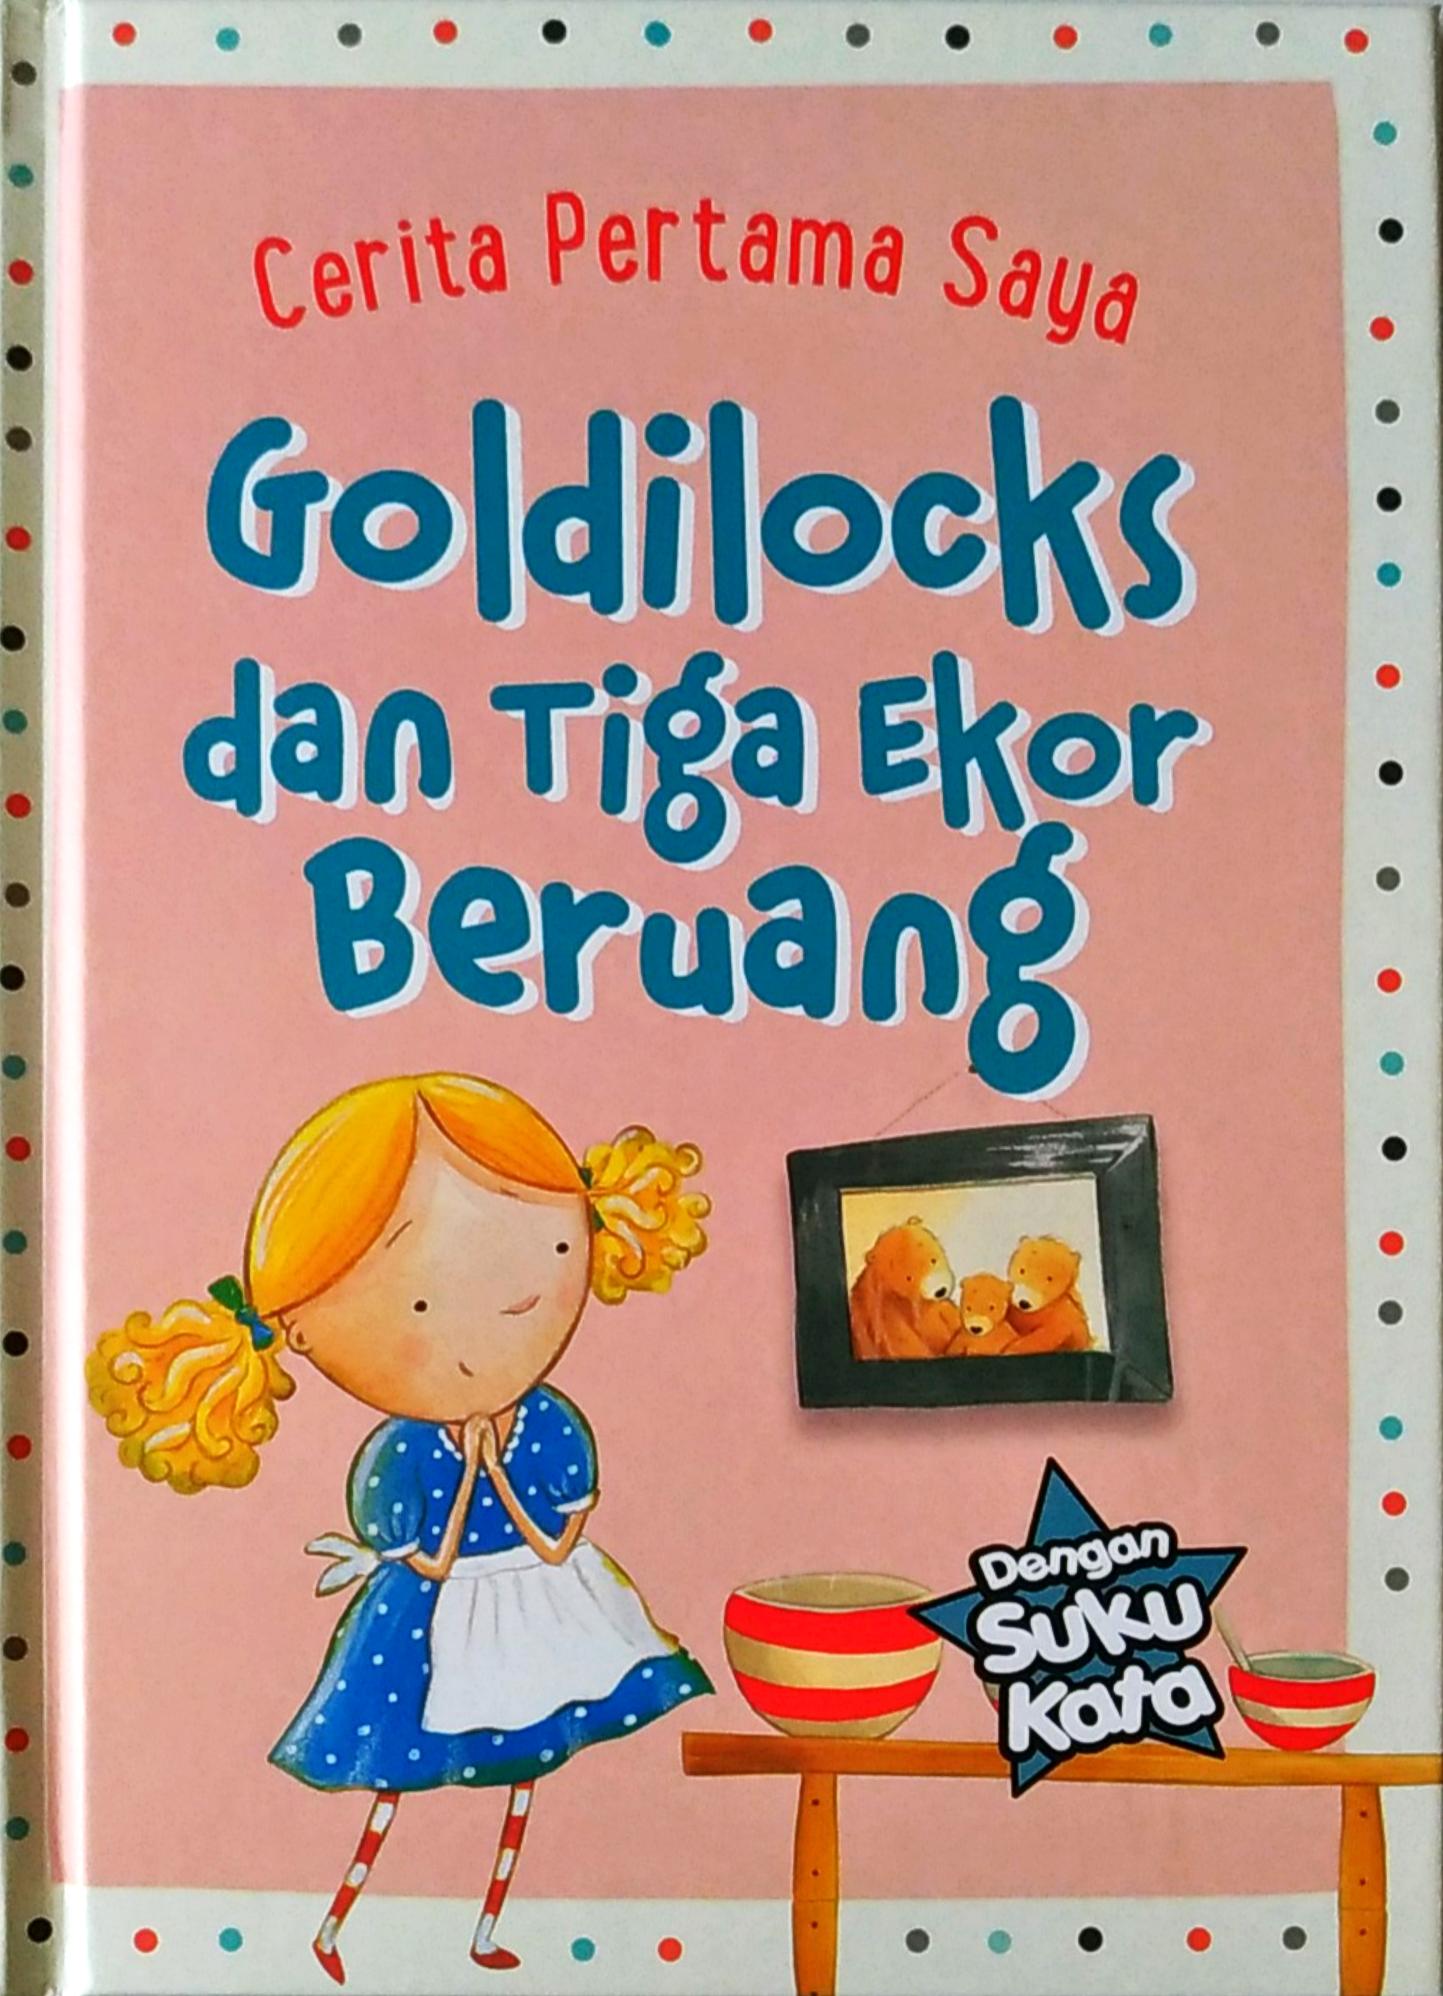 Cerita Pertama Saya
Goldilocks
dan Tiga Ekor
Beruang
Dengan
Suku
Kata